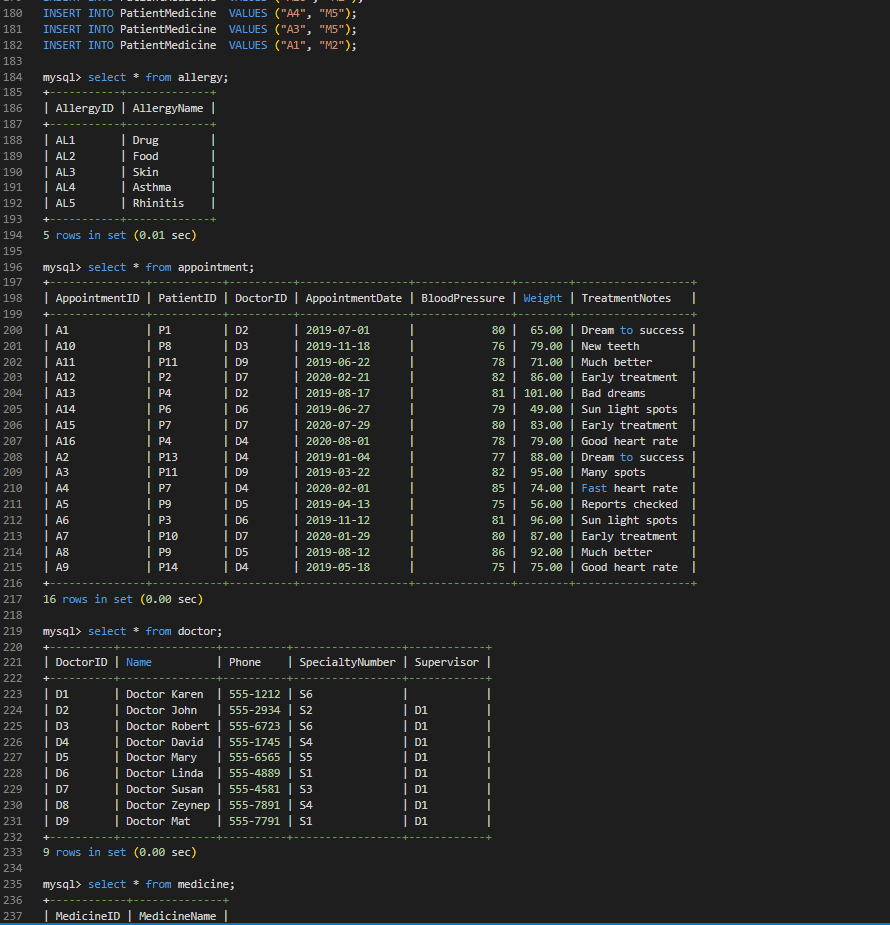 180 INSERT INTO PatientMedicine  VALUES ("A4", "M5");
181 INSERT INTO PatientMedicine  VALUES ("A3", "M5");
182 INSERT INTO PatientMedicine  VALUES ("A1", "M2");
183
184 mysql> select * from allergy;
185 +-----------+-------------+
186 | AllergyID | AllergyName |
187 +-----------+-------------+
188 | AL1       | Drug        |
189 | AL2       | Food        |
190 | AL3       | Skin        |
191 | AL4       | Asthma      |
192 | AL5       | Rhinitis    |
193 +-----------+-------------+
194 5 rows in set (0.01 sec)
195
196 mysql> select * from appointment;
197 +---------------+-----------+----------+-----------------+---------------+--------+------------------+
198 | AppointmentID | PatientID | DoctorID | AppointmentDate | BloodPressure | Weight | TreatmentNotes   |
199 +---------------+-----------+----------+-----------------+---------------+--------+------------------+
200 | A1            | P1        | D2       | 2019-07-01      |            80 |  65.00 | Dream to success |
201 | A10           | P8        | D3       | 2019-11-18      |            76 |  79.00 | New teeth        |
202 | A11           | P11       | D9       | 2019-06-22      |            78 |  71.00 | Much better      |
203 | A12           | P2        | D7       | 2020-02-21      |            82 |  86.00 | Early treatment  |
204 | A13           | P4        | D2       | 2019-08-17      |            81 | 101.00 | Bad dreams       |
205 | A14           | P6        | D6       | 2019-06-27      |            79 |  49.00 | Sun light spots  |
206 | A15           | P7        | D7       | 2020-07-29      |            80 |  83.00 | Early treatment  |
207 | A16           | P4        | D4       | 2020-08-01      |            78 |  79.00 | Good heart rate  |
208 | A2            | P13       | D4       | 2019-01-04      |            77 |  88.00 | Dream to success |
209 | A3            | P11       | D9       | 2019-03-22      |            82 |  95.00 | Many spots       |
210 | A4            | P7        | D4       | 2020-02-01      |            85 |  74.00 | Fast heart rate  |
211 | A5            | P9        | D5       | 2019-04-13      |            75 |  56.00 | Reports checked  |
212 | A6            | P3        | D6       | 2019-11-12      |            81 |  96.00 | Sun light spots  |
213 | A7            | P10       | D7       | 2020-01-29      |            80 |  87.00 | Early treatment  |
214 | A8            | P9        | D5       | 2019-08-12      |            86 |  92.00 | Much better      |
215 | A9            | P14       | D4       | 2019-05-18      |            75 |  75.00 | Good heart rate  |
216 +---------------+-----------+----------+-----------------+---------------+--------+------------------+
217 16 rows in set (0.00 sec)
218
219 mysql> select * from doctor;
220 +----------+---------------+----------+-----------------+------------+
221 | DoctorID | Name          | Phone    | SpecialtyNumber | Supervisor |
222 +----------+---------------+----------+-----------------+------------+
223 | D1       | Doctor Karen  | 555-1212 | S6              |            |
224 | D2       | Doctor John   | 555-2934 | S2              | D1         |
225 | D3       | Doctor Robert | 555-6723 | S6              | D1         |
226 | D4       | Doctor David  | 555-1745 | S4              | D1         |
227 | D5       | Doctor Mary   | 555-6565 | S5              | D1         |
228 | D6       | Doctor Linda  | 555-4889 | S1              | D1         |
229 | D7       | Doctor Susan  | 555-4581 | S3              | D1         |
230 | D8       | Doctor Zeynep | 555-7891 | S4              | D1         |
231 | D9       | Doctor Mat    | 555-7791 | S1              | D1         |
232 +----------+---------------+----------+-----------------+------------+
233 9 rows in set (0.00 sec)
234
235 mysql> select * from medicine;
236 +------------+--------------+
237 | MedicineID | MedicineName |